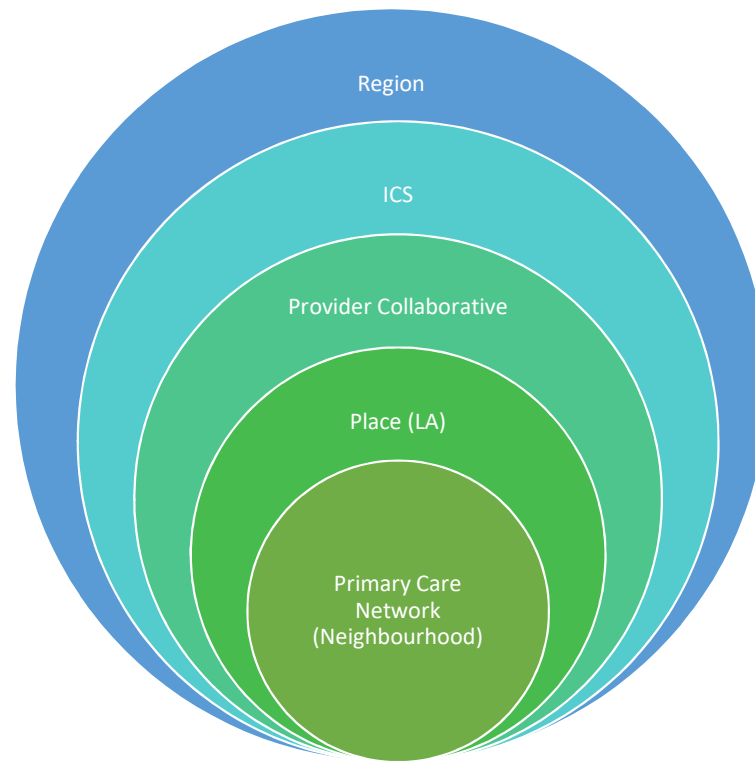 Region
ICS
Provider Collaborative
Place (LA)
Primary Care
Network
(Neighbourhood)